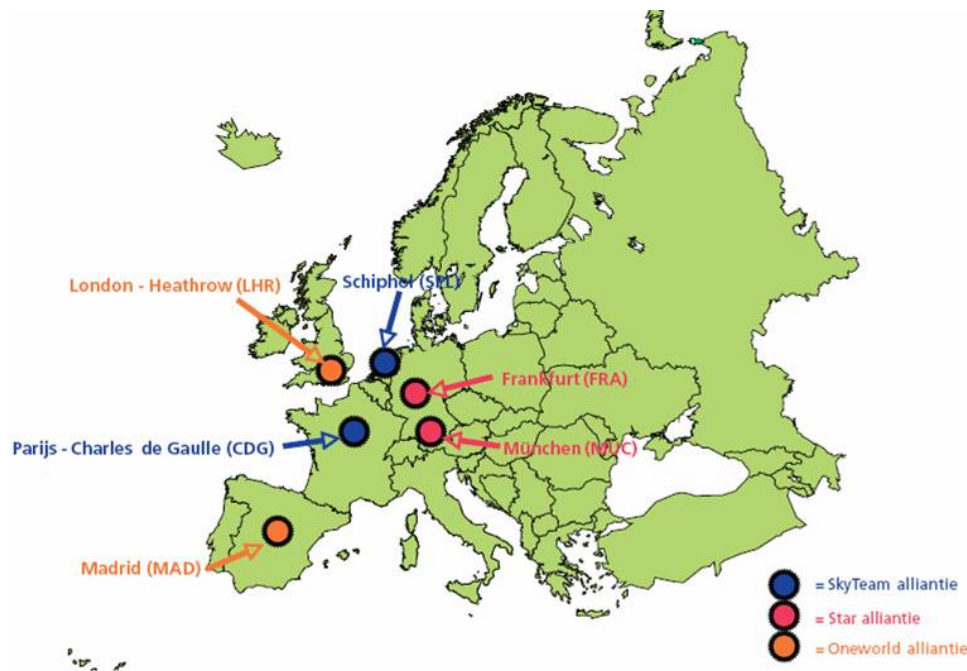 London - Heathrow (LHR)
Schiphol (SPL)
Frankfurt (FRA)
Parijs - Charles de Gaulle (CDG)
München (MUC)
Madrid (MAD)
= SkyTeam alliantie
= Star alliantie
= Oneworld alliantie